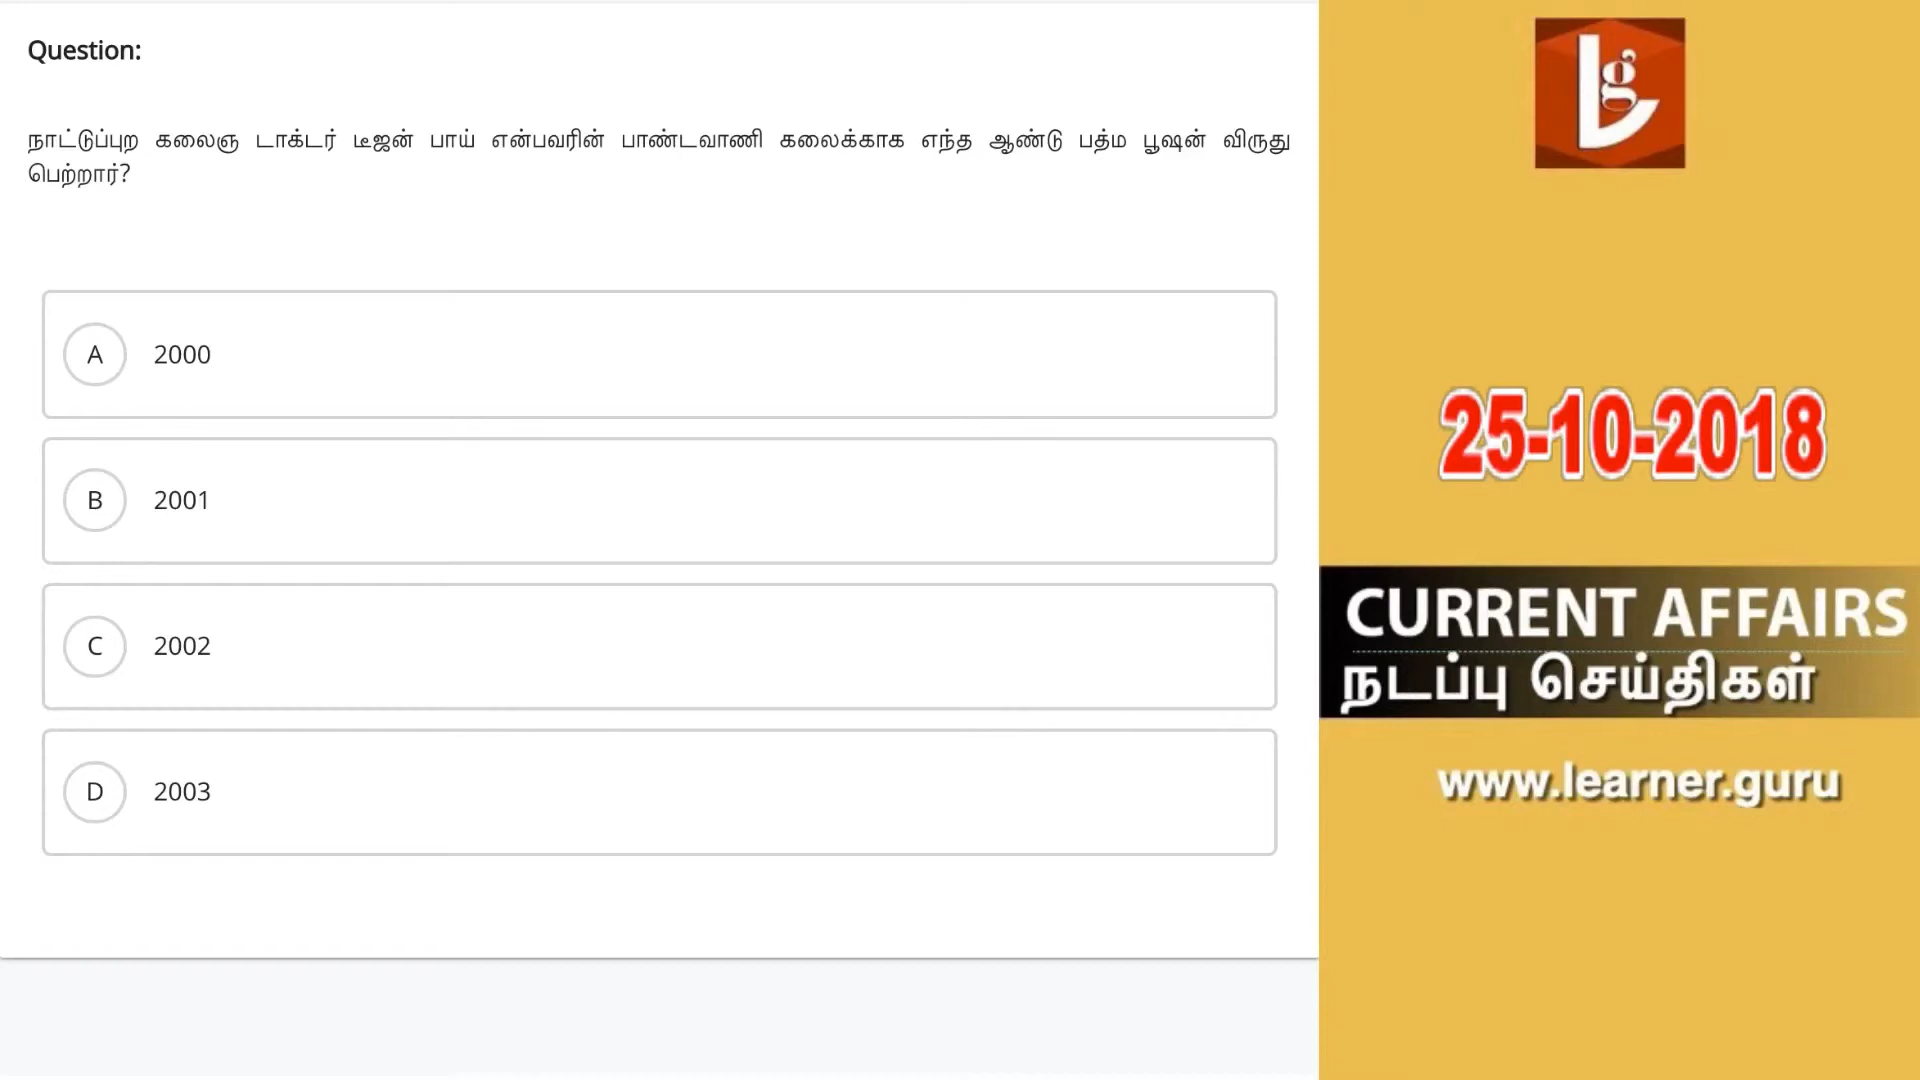 Question:
நாட்டுப்புற கலைஞ டாக்டர் டீஜன் பாய் என்பவரின் பாண்டவாணி கலைக்காக எந்த ஆண்டு பத்ம பூஷன் விருது
பெற்றார்?
A 2000
B 2001
C 2002
D 2003
Lg
25-10-2018
CURRENT AFFAIRS
நடப்பு செய்திகள்
www.learner.guru